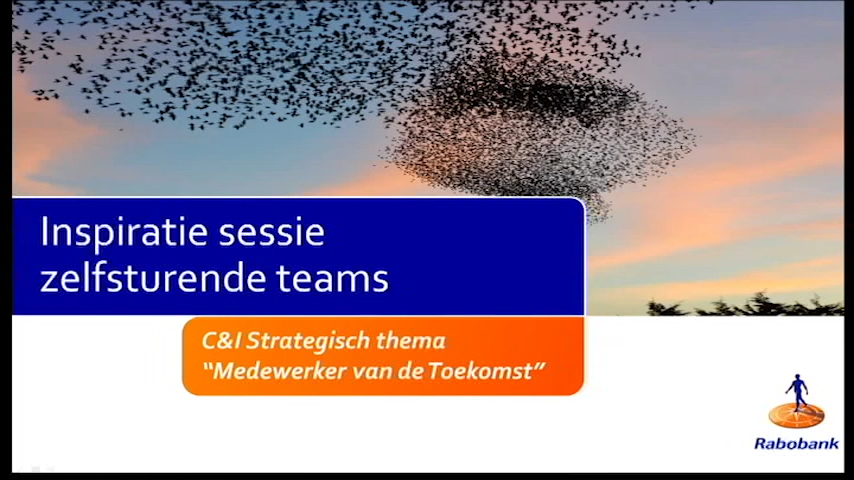 Inspiratie sessie
zelfsturende teams
C&I Strategisch thema
“Medewerker van de Toekomst”
Rabobank